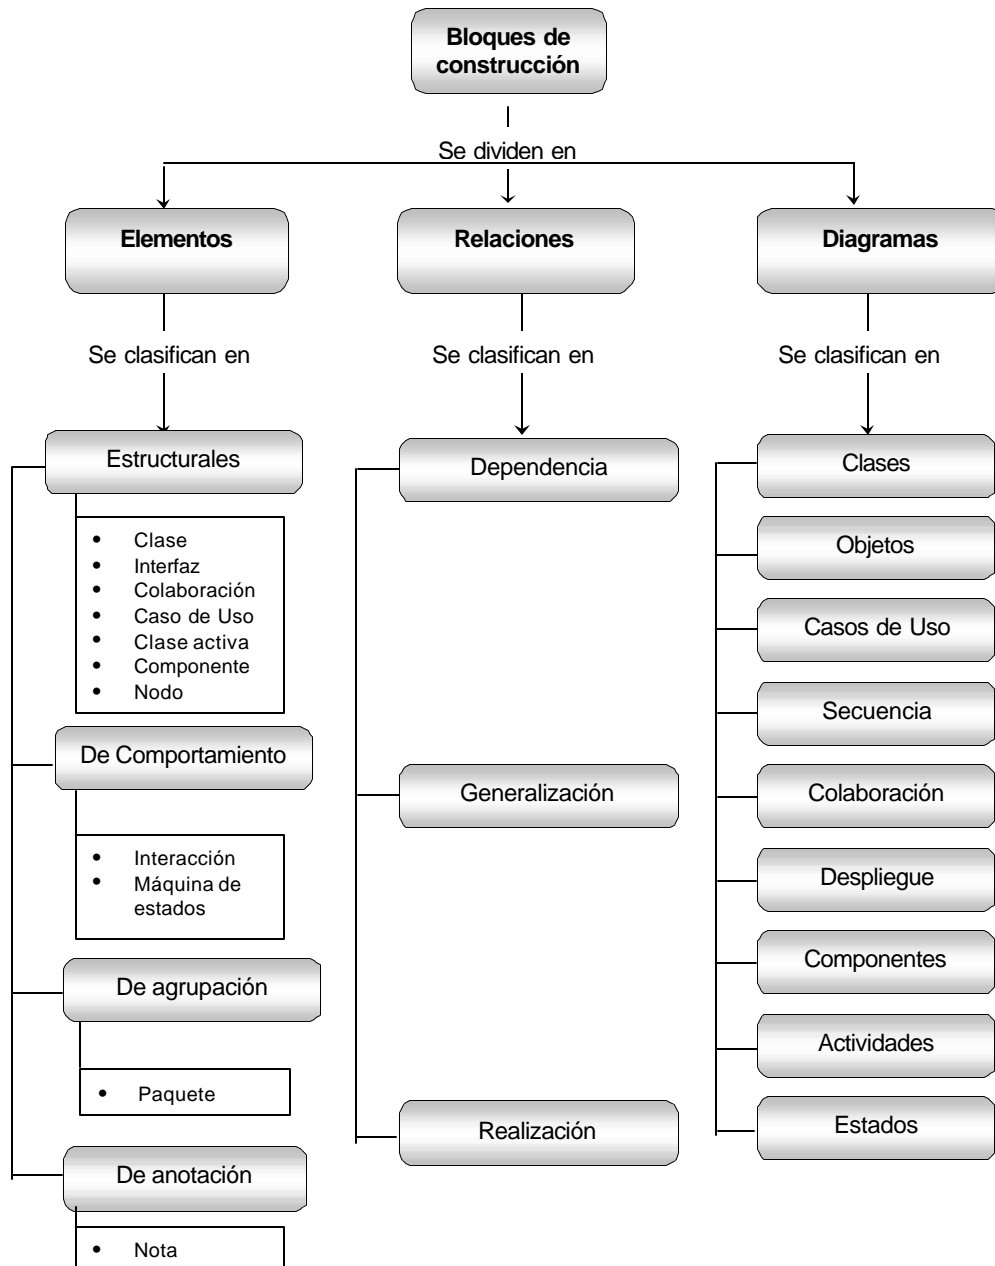 Bloques de
construcción
Se dividen en
Elementos
Relaciones
Diagramas
Se clasifican en
Se clasifican en
Se clasifican en
Estructurales
• Clase
• Interfaz
• Colaboración
• Caso de Uso
• Clase activa
• Componente
• Nodo
De Comportamiento
• Interacción
• Máquina de
estados
De agrupación
• Paquete
De anotación
• Nota
Dependencia
Generalización
Realización
Clases
Objetos
Casos de Uso
Secuencia
Colaboración
Despliegue
Componentes
Actividades
Estados